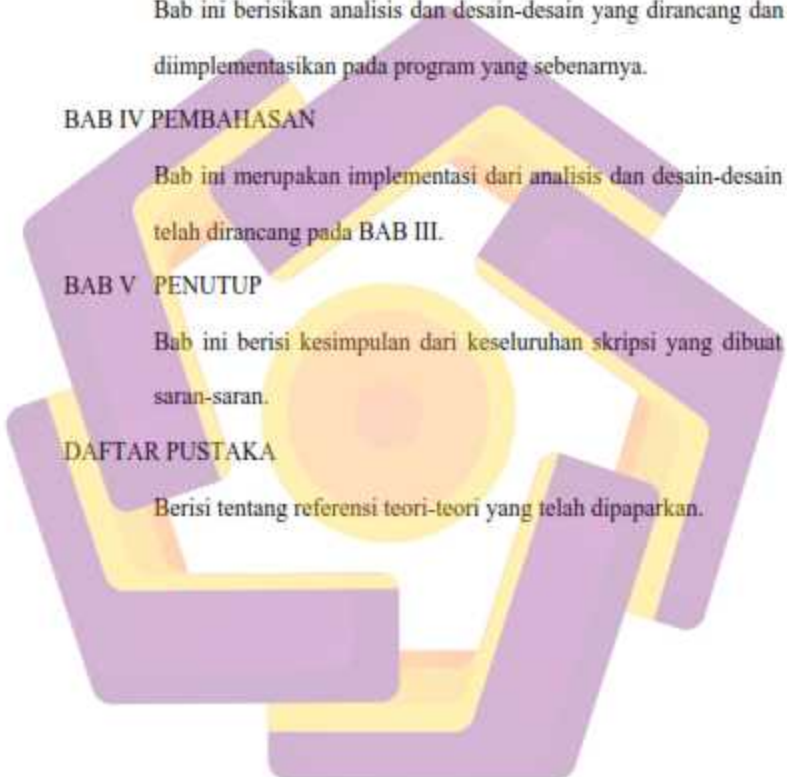 Bab ini berisikan analisis dan desain-desain yang dirancang dan
diimplementasikan pada program yang sebenarnya.
BAB IV PEMBAHASAN
Bab ini merupakan implementasi dari analisis dan desain-desain
telah dirancang pada BAB III.
BAB V PENUTUP
Bab ini berisi kesimpulan dari keseluruhan skripsi yang dibuat
saran-saran.
DAFTAR PUSTAKA
Berisi tentang referensi teori-teori yang telah dipaparkan.